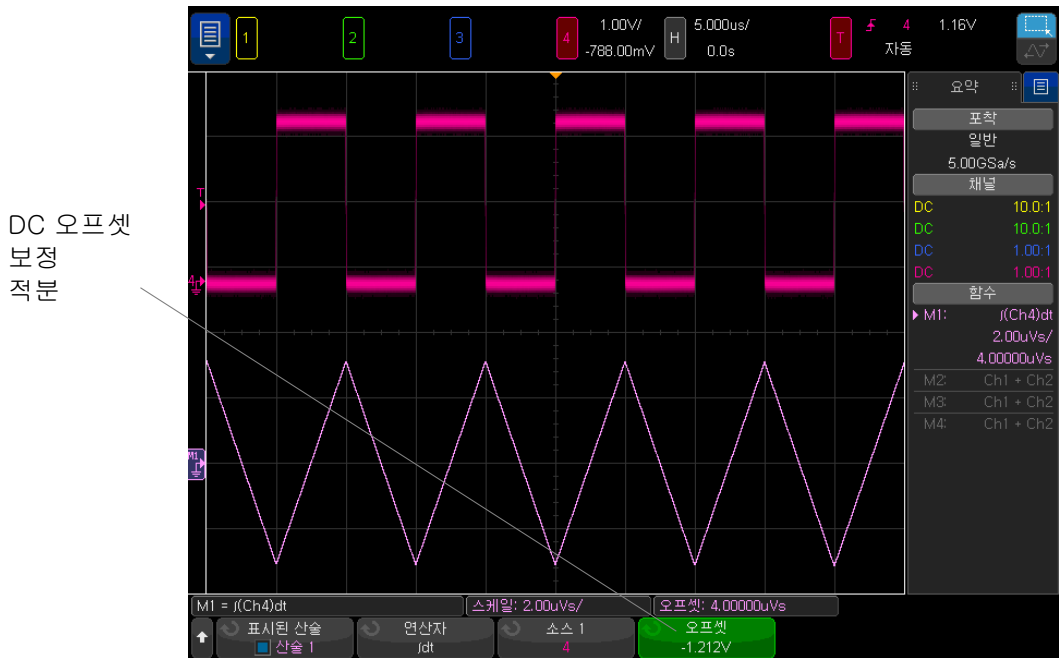 1
2
3
4
1.00V/
-788.00mV
H
5.000us/
0.0s
T
4
1.16V
자동
요약
포착
일반
5.00GSa/s
채널
DC 10.0:1
DC 10.0:1
DC 1.00:1
DC 1.00:1
함수
M1: ∫(Ch4)dt
2.00uVs/
4.00000uVs
M2: Ch1 + Ch2
M3: Ch1 + Ch2
M4: Ch1 + Ch2
T
4
M1
DC 오프셋
보정
적분
M1 = ∫(Ch4)dt
스케일: 2.00uVs/
오프셋: 4.00000uVs
표시된 산술
산술 1
연산자
∫dt
소스 1
4
오프셋
-1.212V